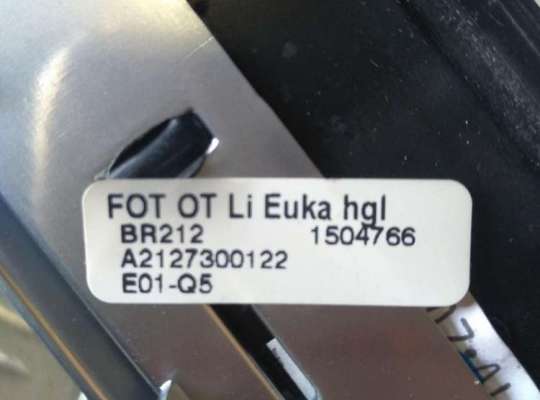 FOT OT Li Euka hgl
BR212 1504766
A2127300122
E01-Q5